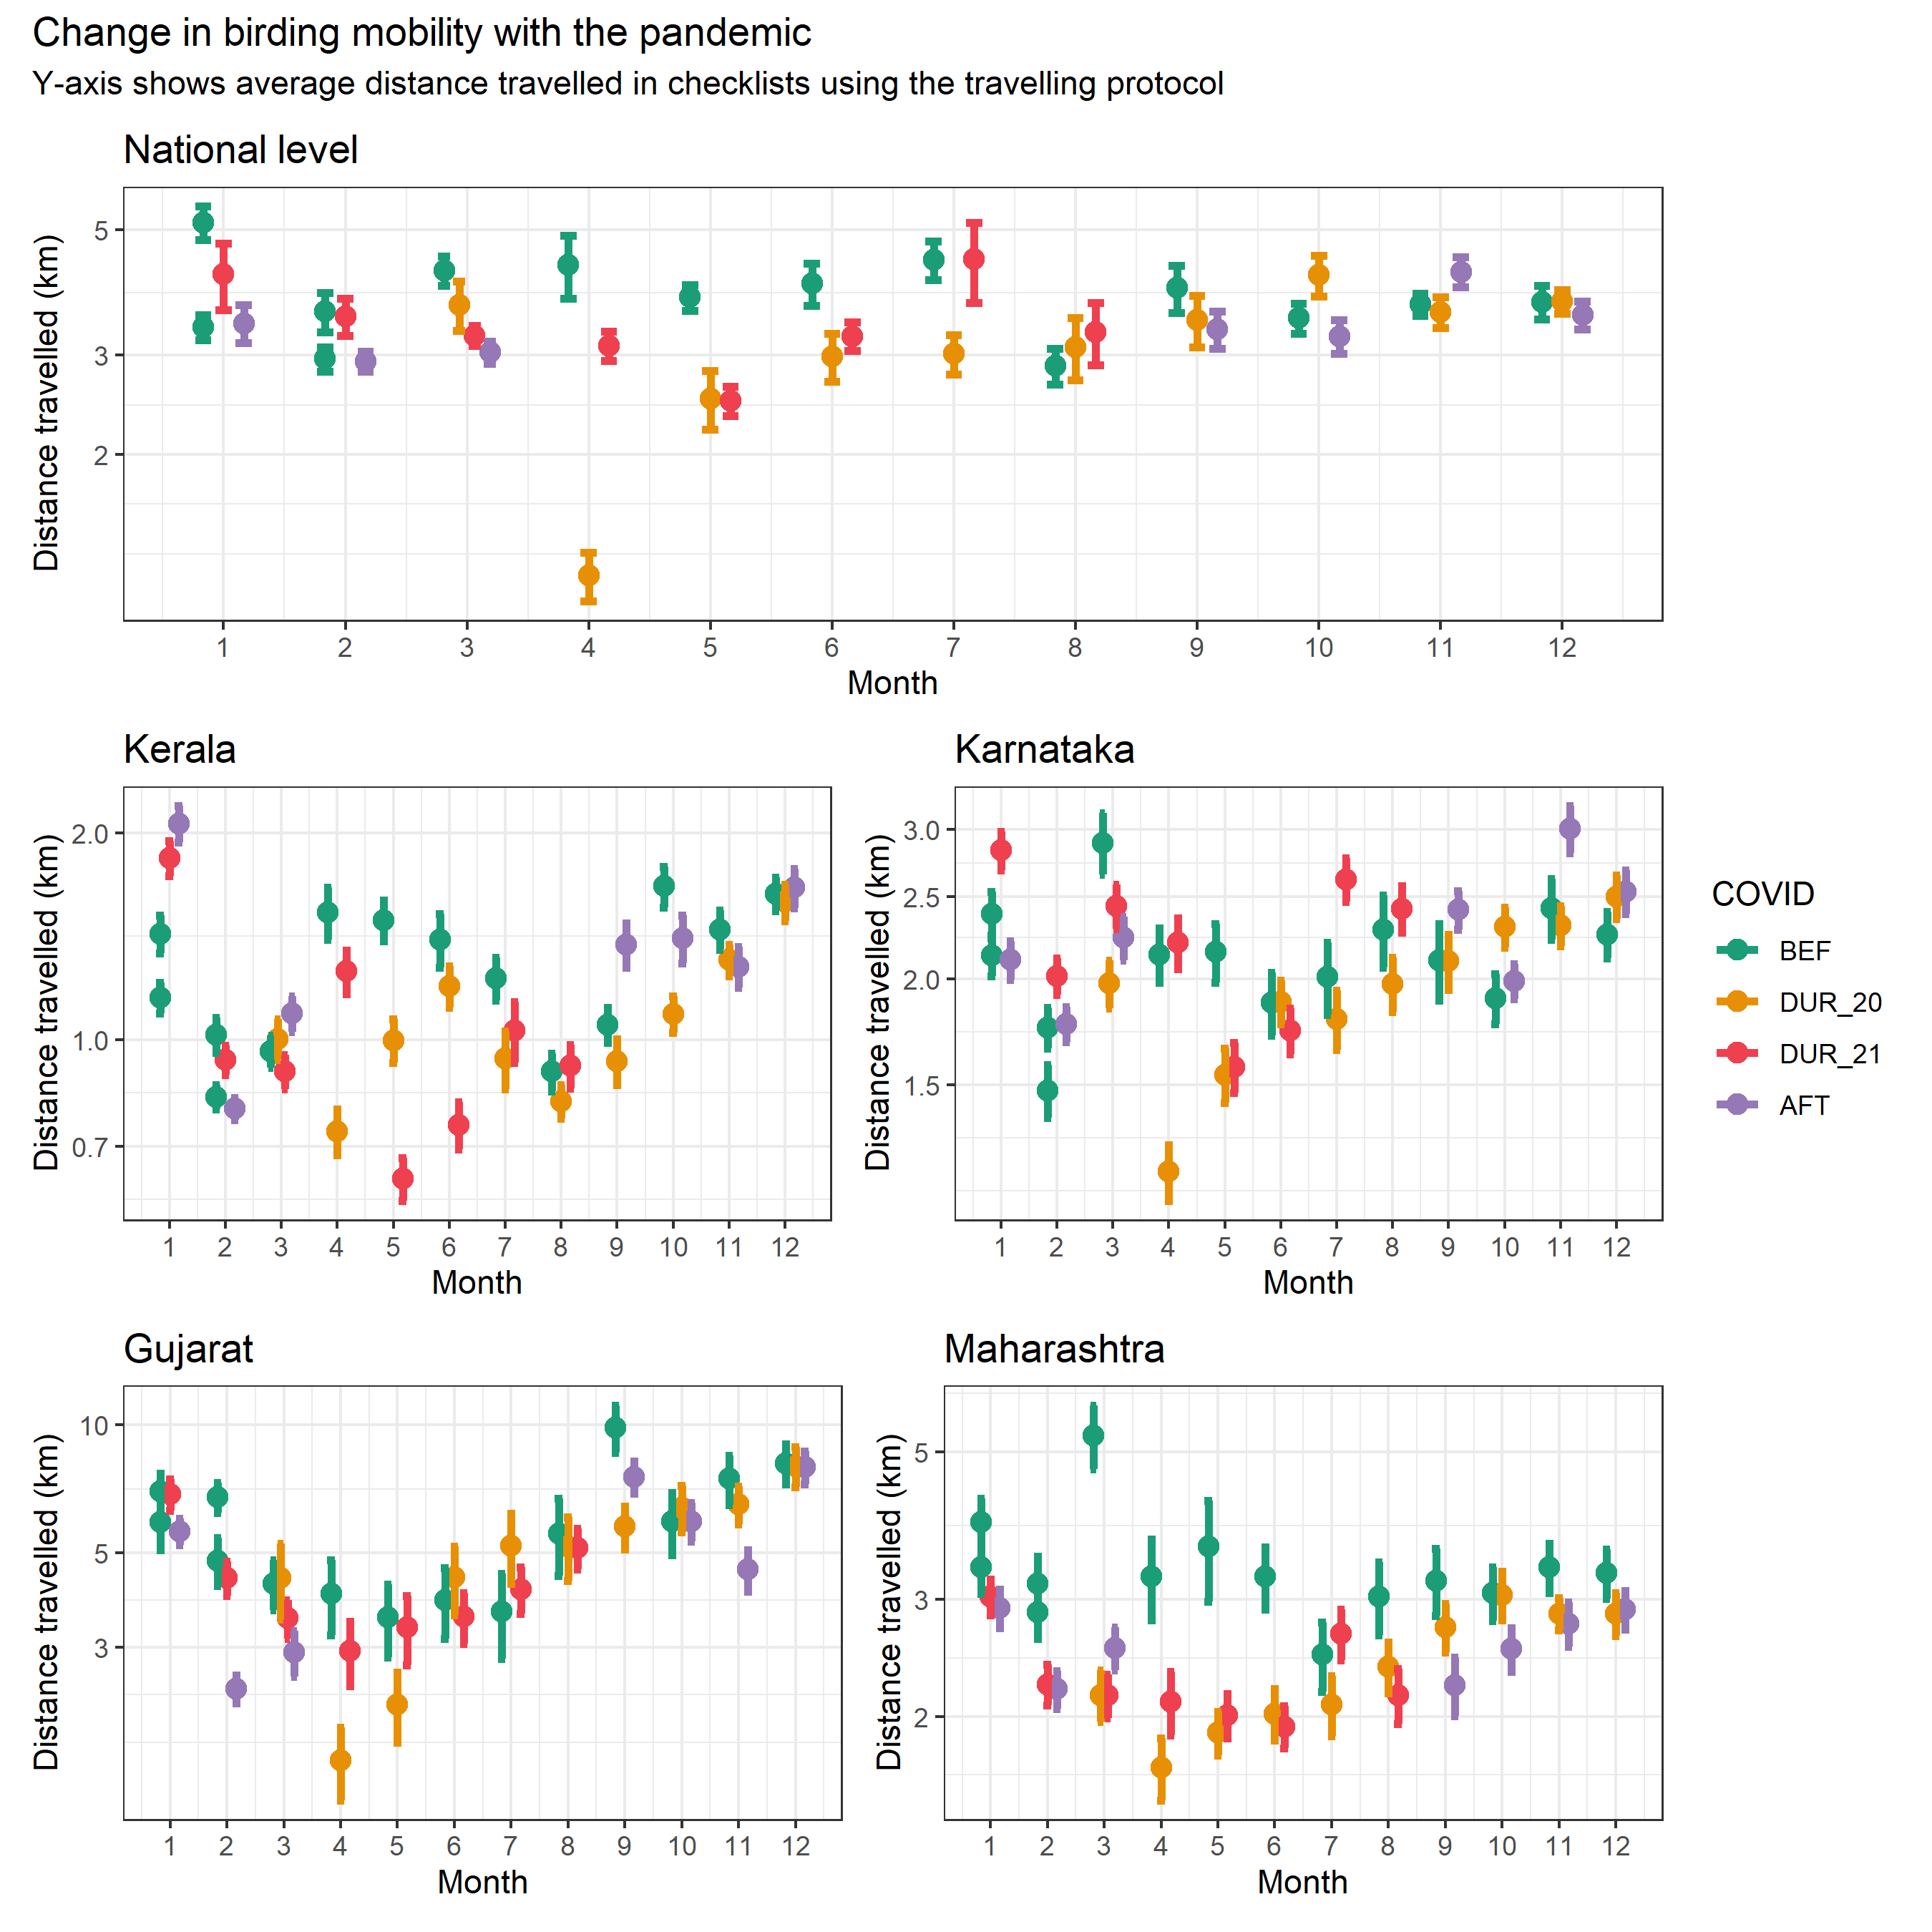 Change in birding mobility with the pandemic
Y-axis shows average distance travelled in checklists using the travelling protocol
National level
Distance travelled (km)
5
3
2
1 2 3 4 5 6 7 8 9 10 11 12
Month
Kerala
Distance travelled (km)
2.0
1.0
0.7
1 2 3 4 5 6 7 8 9 10 11 12
Month
Karnataka
Distance travelled (km)
3.0
2.5
2.0
1.5
1 2 3 4 5 6 7 8 9 10 11 12
Month
COVID
BEF
DUR_20
DUR_21
AFT
Gujarat
Distance travelled (km)
10
5
3
1 2 3 4 5 6 7 8 9 10 11 12
Month
Maharashtra
Distance travelled (km)
5
3
2
1 2 3 4 5 6 7 8 9 10 11 12
Month